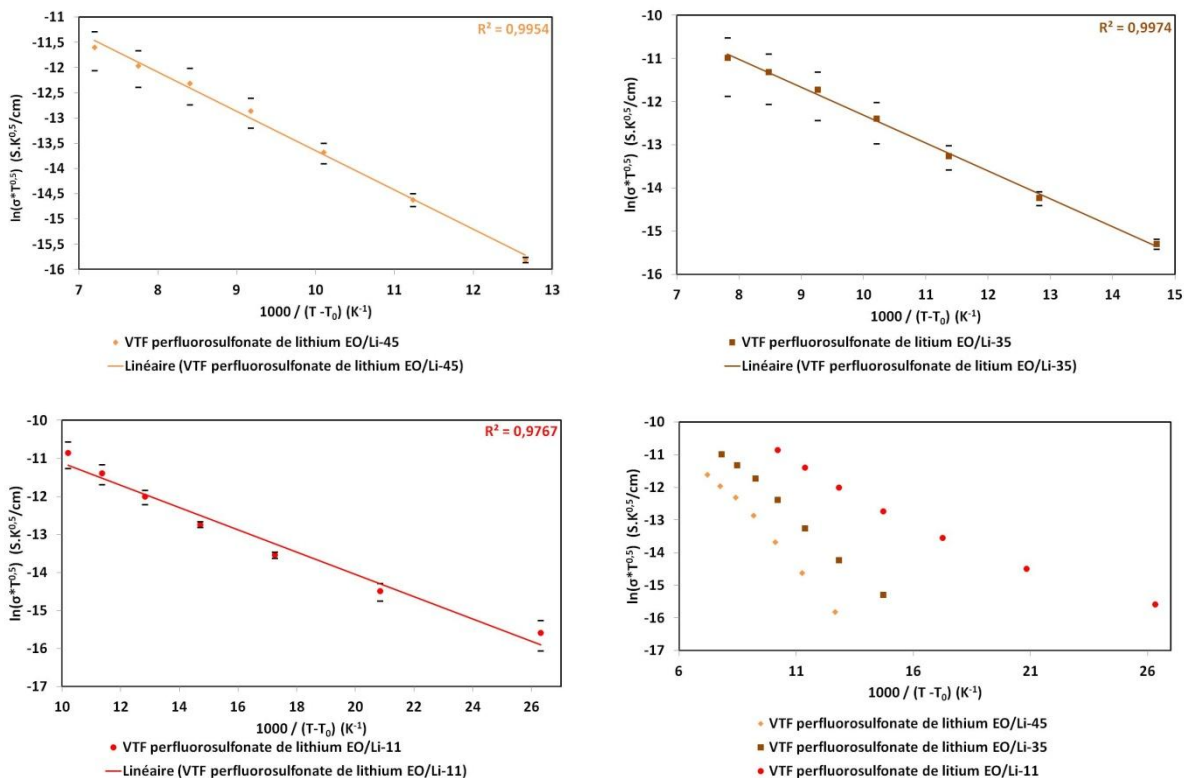 R² = 0,9954
-11
-11,5
-12
-12,5
-13
-13,5
-14
-14,5
-15
-15,5
-16
ln(σ*T⁰,⁵) (S.K⁰,⁵/cm)
7 8 9 10 11 12 13
1000 / (T -T₀) (K⁻¹)
VTF perfluorosulfonate de lithium EO/Li-45
Linéaire (VTF perfluorosulfonate de lithium EO/Li-45)
R² = 0,9974
-10
-11
-12
-13
-14
-15
-16
ln(σ*T⁰,⁵) (S.K⁰,⁵/cm)
7 8 9 10 11 12 13 14 15
1000 / (T-T₀) (K⁻¹)
VTF perfluorosulfonate de litium EO/Li-35
Linéaire (VTF perfluorosulfonate de litium EO/Li-35)
R² = 0,9767
-10
-11
-12
-13
-14
-15
-16
-17
ln(σ*T⁰,⁵) (S.K⁰,⁵/cm)
10 12 14 16 18 20 22 24 26
1000 / (T-T₀) (K⁻¹)
VTF perfluorosulfonate de lithium EO/Li-11
Linéaire (VTF perfluorosulfonate de lithium EO/Li-11)
-10
-11
-12
-13
-14
-15
-16
-17
ln(σ*T⁰,⁵) (S.K⁰,⁵/cm)
6 11 16 21 26
1000 / (T -T₀) (K⁻¹)
VTF perfluorosulfonate de lithium EO/Li-45
VTF perfluorosulfonate de lithium EO/Li-35
VTF perfluorosulfonate de litium EO/Li-11